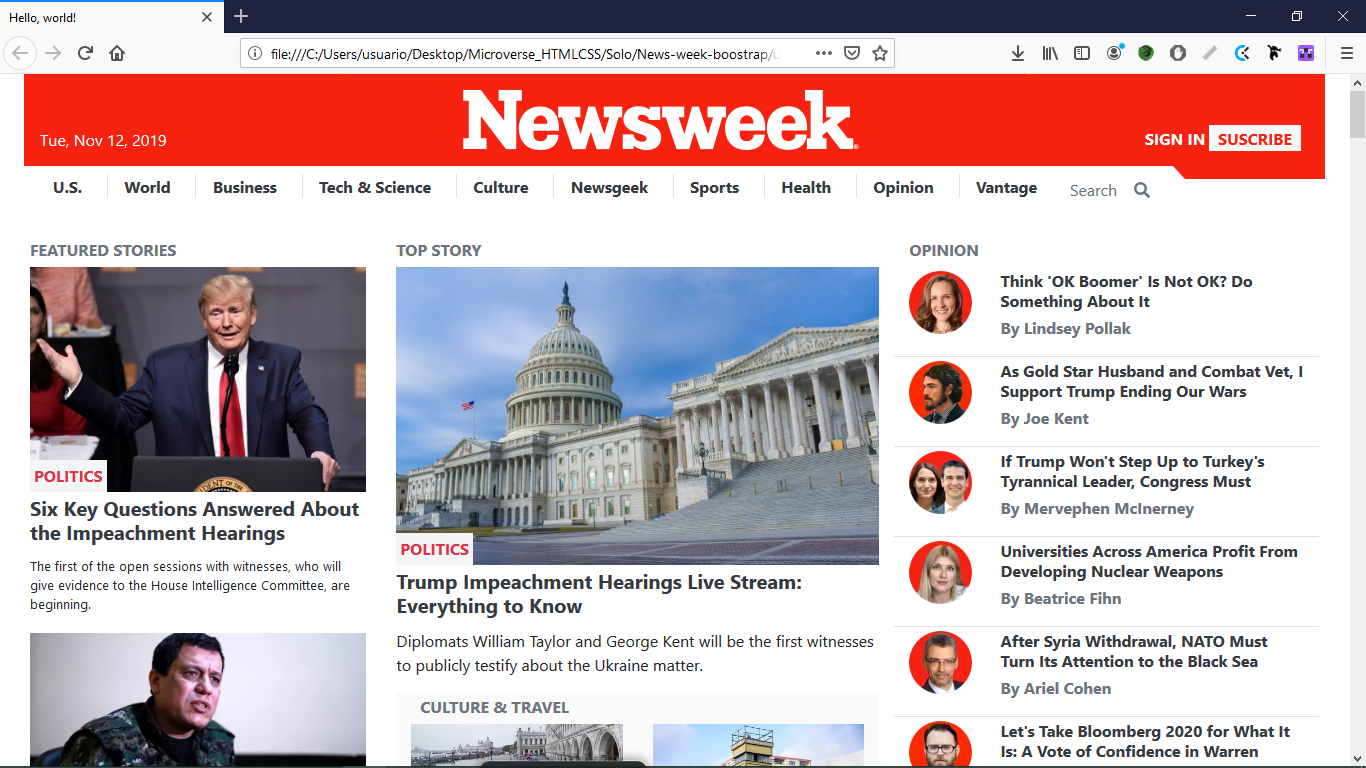 Hello, world!
file:///C:/Users/usuario/Desktop/Microverse_HTMLCSS/Solo/News-week-boostrap/
Newsweek
Tue, Nov 12, 2019
SIGN IN SUSCRIBE
U.S. World Business Tech & Science Culture Newsgeek Sports Health Opinion Vantage Search
FEATURED STORIES
POLITICS
Six Key Questions Answered About
the Impeachment Hearings
The first of the open sessions with witnesses, who will
give evidence to the House Intelligence Committee, are
beginning.
TOP STORY
POLITICS
Trump Impeachment Hearings Live Stream:
Everything to Know
Diplomats William Taylor and George Kent will be the first witnesses
to publicly testify about the Ukraine matter.
CULTURE & TRAVEL
OPINION
Think 'OK Boomer' Is Not OK? Do
Something About It
By Lindsey Pollak
As Gold Star Husband and Combat Vet, I
Support Trump Ending Our Wars
By Joe Kent
If Trump Won't Step Up to Turkey's
Tyrannical Leader, Congress Must
By Mervephen McInerney
Universities Across America Profit From
Developing Nuclear Weapons
By Beatrice Fihn
After Syria Withdrawal, NATO Must
Turn Its Attention to the Black Sea
By Ariel Cohen
Let's Take Bloomberg 2020 for What It
Is: A Vote of Confidence in Warren